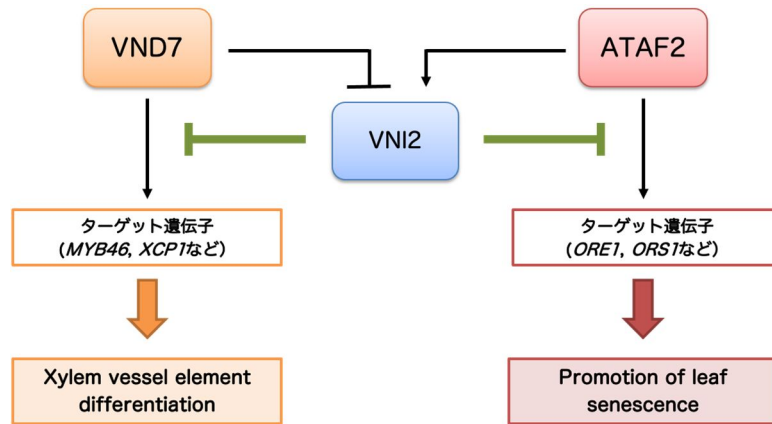 VND7
ATAF2
VNI2
ターゲット遺伝子
(MYB46, XCP1など)
ターゲット遺伝子
(ORE1, ORS1など)
Xylem vessel element
differentiation
Promotion of leaf
senescence